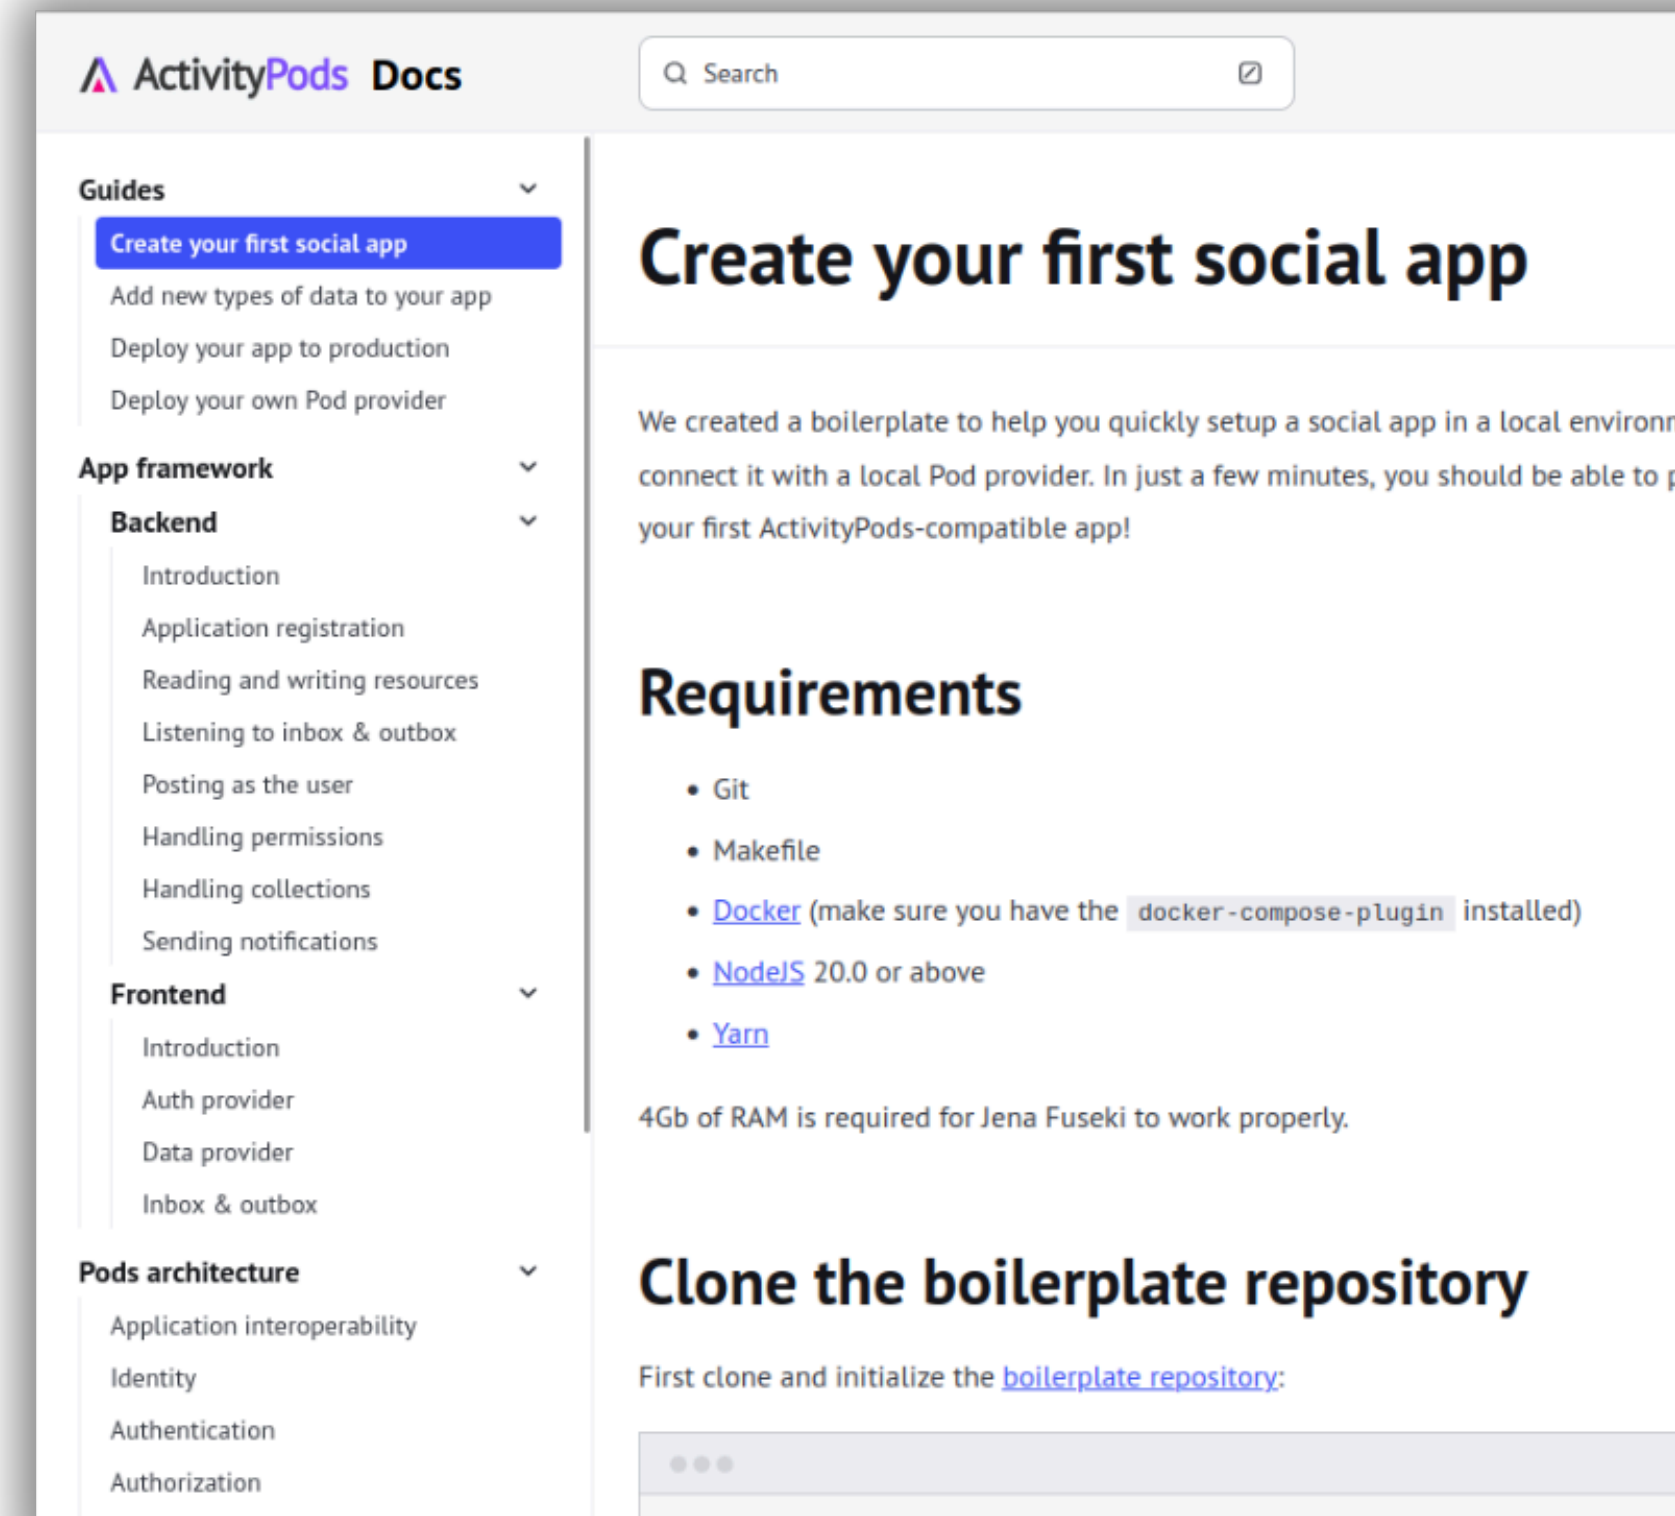 ActivityPods Docs
Search
Guides
Create your first social app
Add new types of data to your app
Deploy your app to production
Deploy your own Pod provider
App framework
Backend
Introduction
Application registration
Reading and writing resources
Listening to inbox & outbox
Posting as the user
Handling permissions
Handling collections
Sending notifications
Frontend
Introduction
Auth provider
Data provider
Inbox & outbox
Pods architecture
Application interoperability
Identity
Authentication
Authorization
Create your first social app
We created a boilerplate to help you quickly setup a social app in a local
connect it with a local Pod provider. In just a few minutes, you should be able to
your first ActivityPods-compatible app!
Requirements
• Git
• Makefile
• Docker (make sure you have the docker-compose-plugin installed)
• NodeJS 20.0 or above
• Yarn
4Gb of RAM is required for Jena Fuseki to work properly.
Clone the boilerplate repository
First clone and initialize the boilerplate repository: